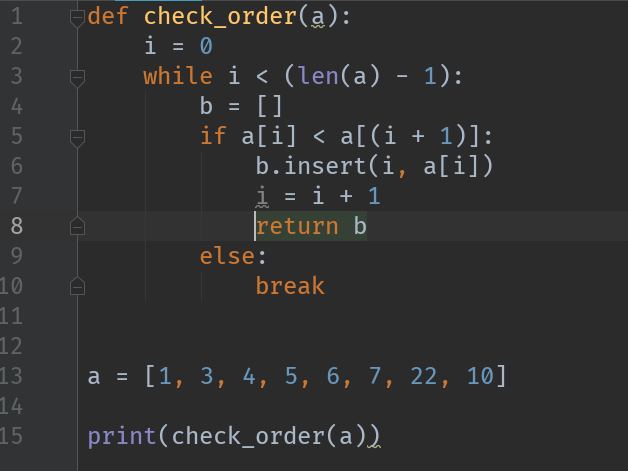 1 def check_order(a):
2 i = 0
3 while i < (len(a) - 1):
4 b = []
5 if a[i] < a[(i + 1)]:
6 b.insert(i, a[i])
7 i = i + 1
8 return b
9 else:
10 break
11
12
13 a = [1, 3, 4, 5, 6, 7, 22, 10]
14
15 print(check_order(a))